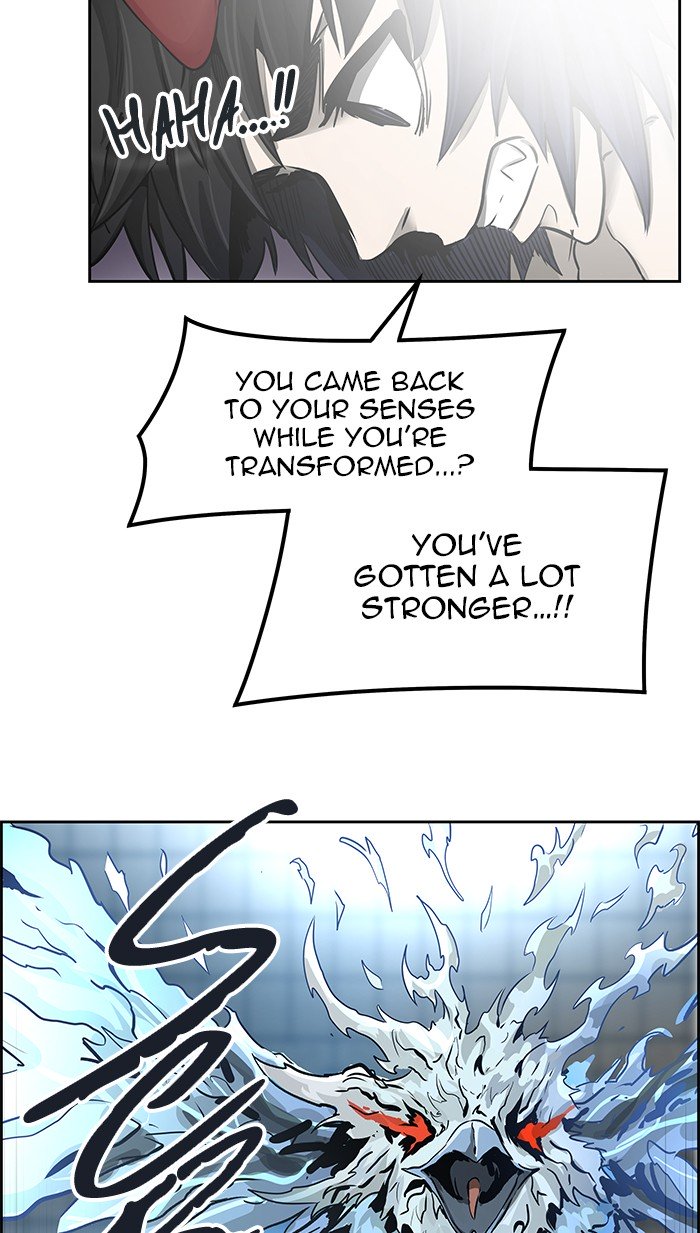 HAHA.....!!
YOU CAME BACK
TO YOUR SENSES
WHILE YOU'RE
TRANSFORMED...?
YOU'VE
GOTTEN A LOT
STRONGER...!!